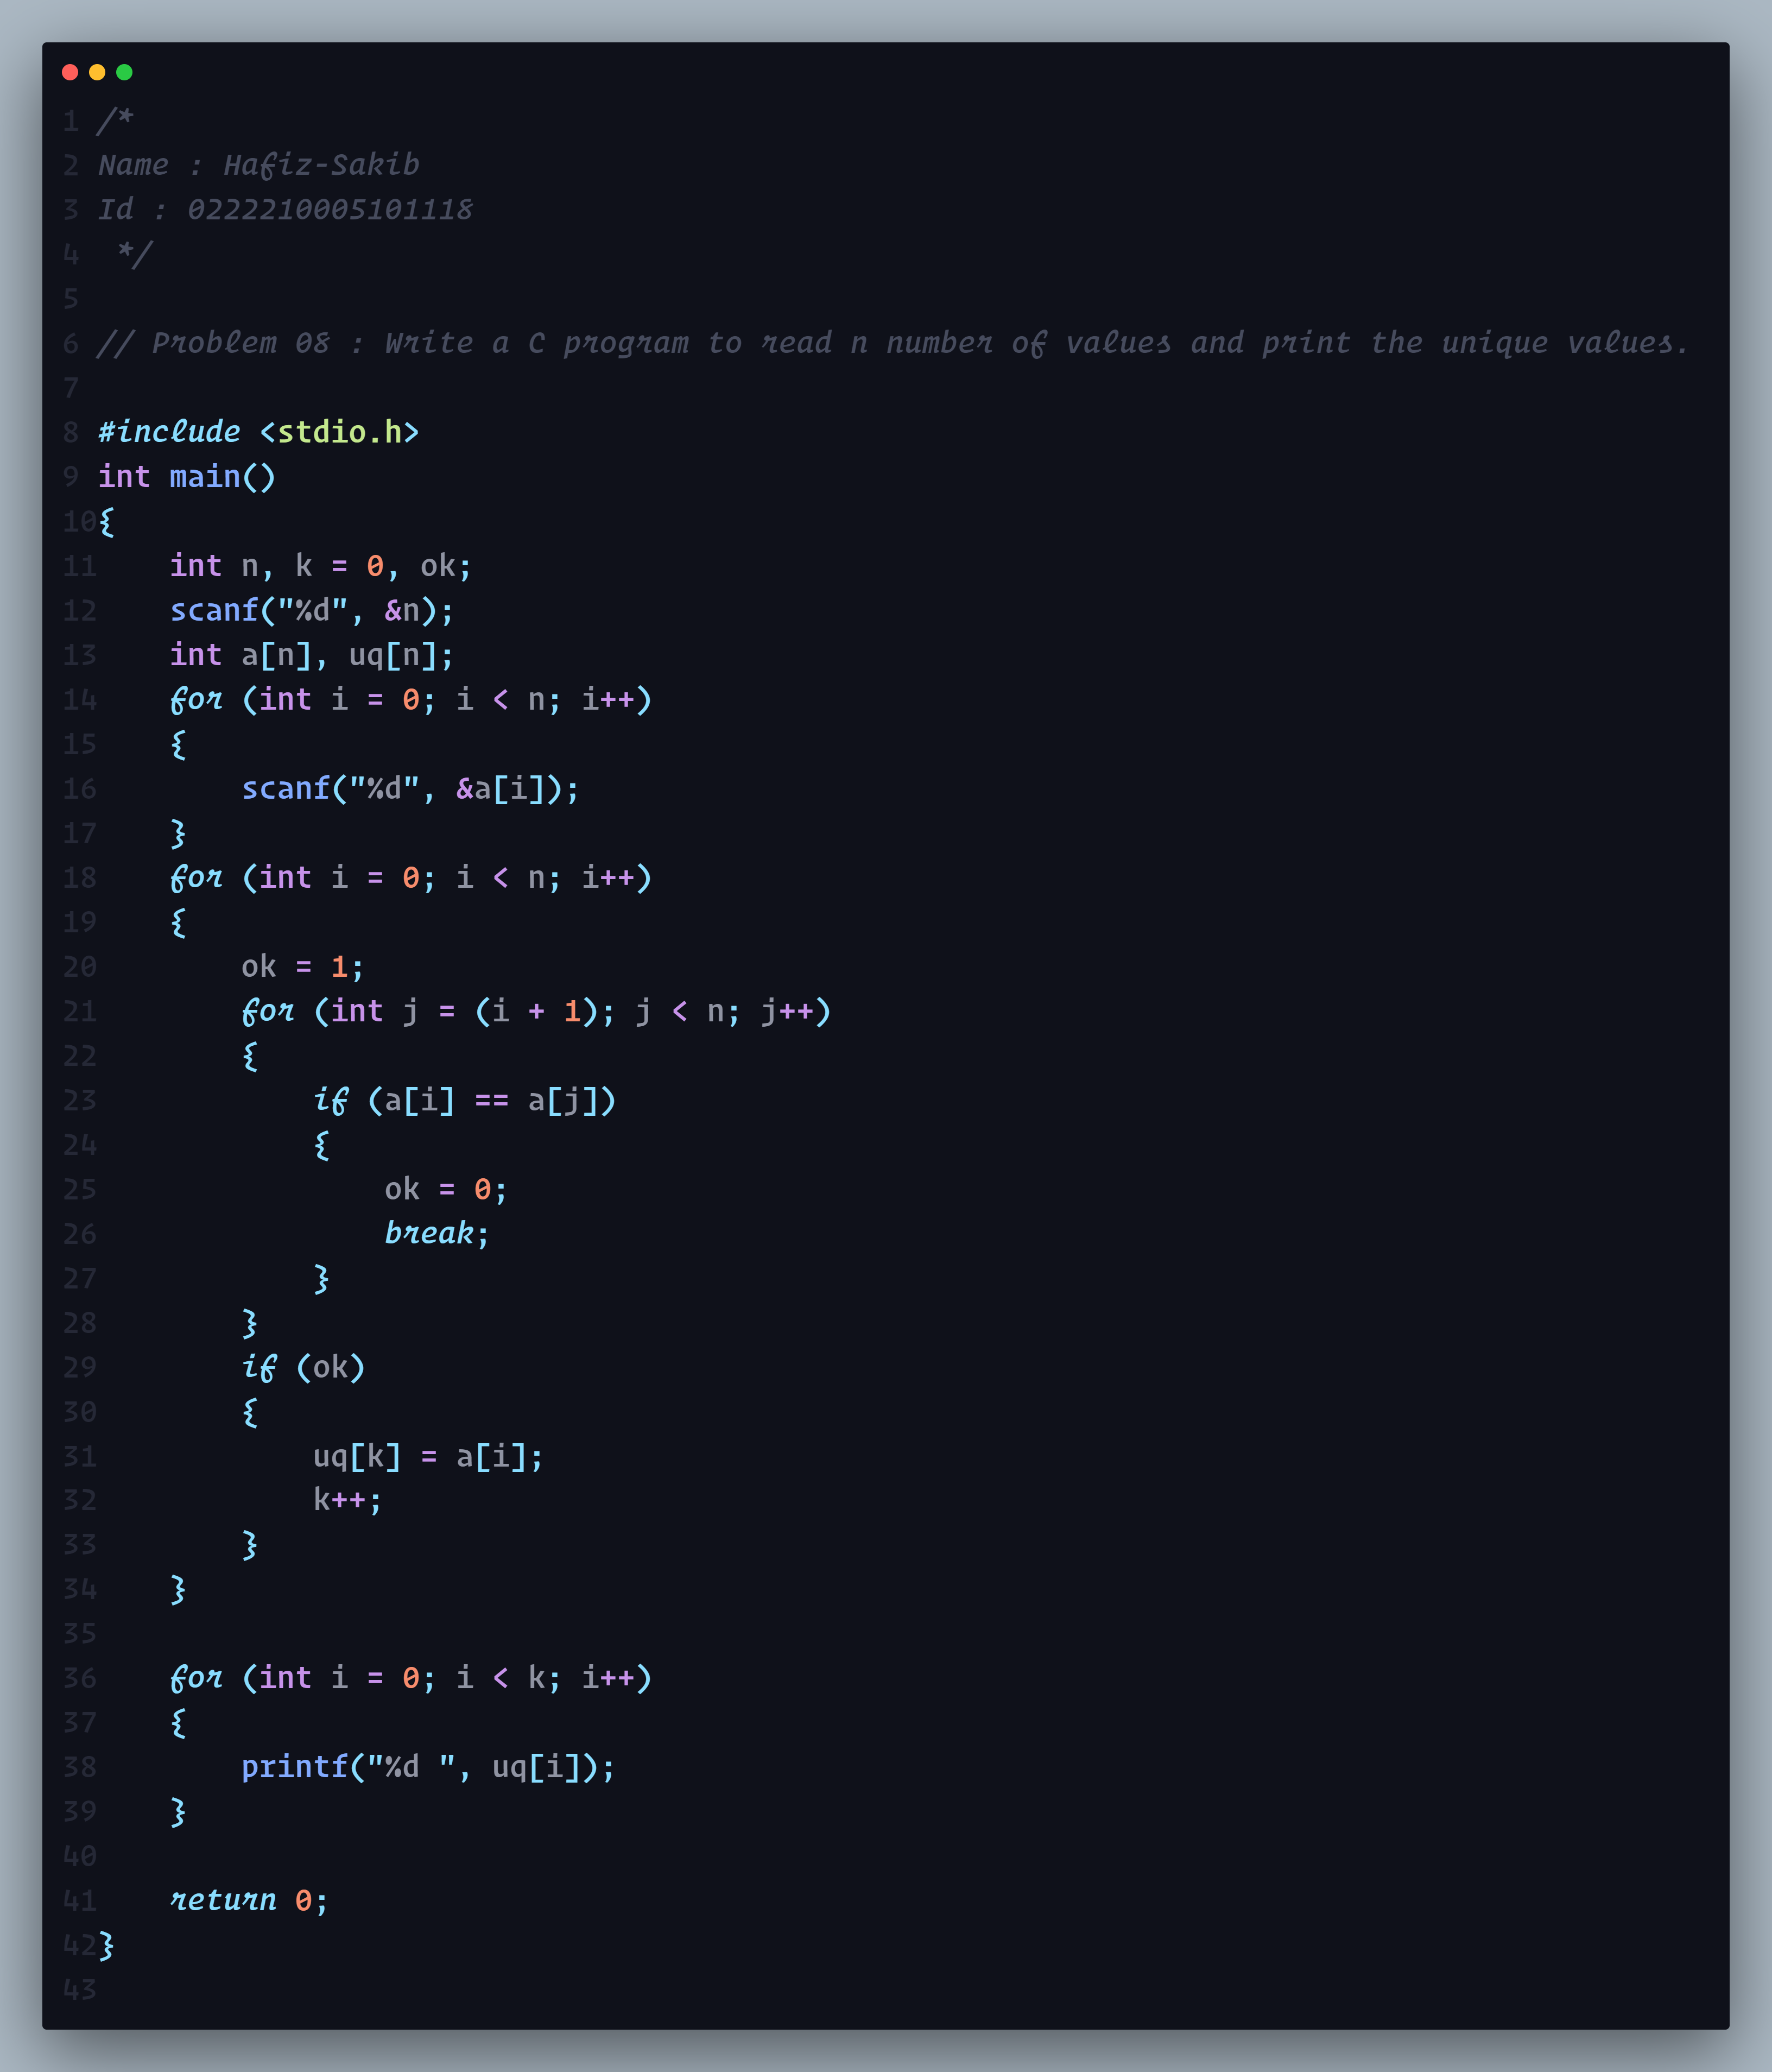 1 /*
2 Name : Hafiz-Sakib
3 Id : 0222210005101118
4  */
5
6 // Problem 08 : Write a C program to read n number of values and print the unique values.
7
8 #include <stdio.h>
9 int main()
10{
11    int n, k = 0, ok;
12    scanf("%d", &n);
13    int a[n], uq[n];
14    for (int i = 0; i < n; i++)
15    {
16        scanf("%d", &a[i]);
17    }
18    for (int i = 0; i < n; i++)
19    {
20        ok = 1;
21        for (int j = (i + 1); j < n; j++)
22        {
23            if (a[i] == a[j])
24            {
25                ok = 0;
26                break;
27            }
28        }
29        if (ok)
30        {
31            uq[k] = a[i];
32            k++;
33        }
34    }
35
36    for (int i = 0; i < k; i++)
37    {
38        printf("%d ", uq[i]);
39    }
40
41    return 0;
42}
43